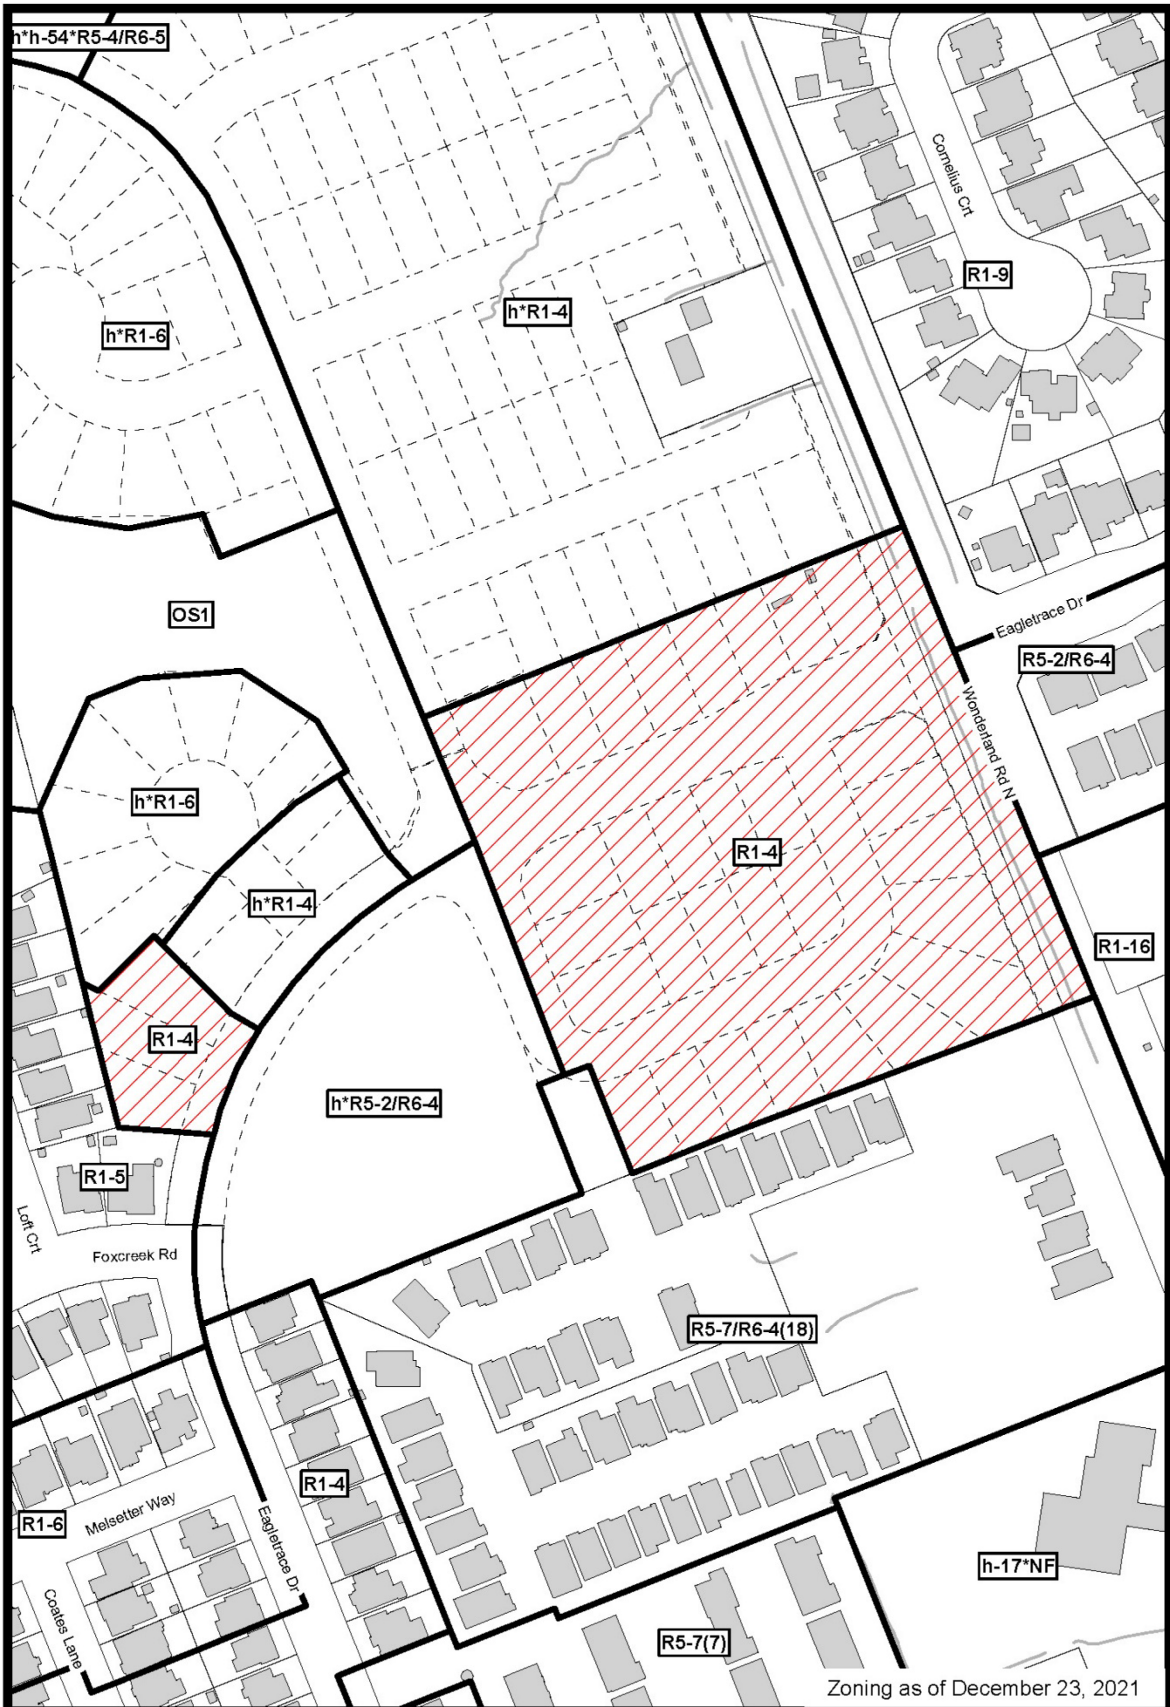 h*h-54*R5-4/R6-5
Cornelius Crt
R1-9
h*R1-6
h*R1-4
OS1
Eagletrace Dr
R5-2/R6-4
Wonderland Rd N
h*R1-6
R1-4
h*R1-4
R1-16
R1-4
h*R5-2/R6-4
R1-5
Loft Crt
Foxcreek Rd
R5-7/R6-4(18)
R1-4
Melsetter Way
R1-6
Eagletrace Dr
h-17*NF
Coates Lane
R5-7(7)
Zoning as of December 23, 2021